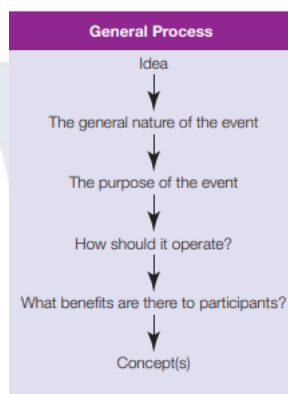 General Process
Idea
The general nature of the event
The purpose of the event
How should it operate?
What benefits are there to participants?
Concept(s)